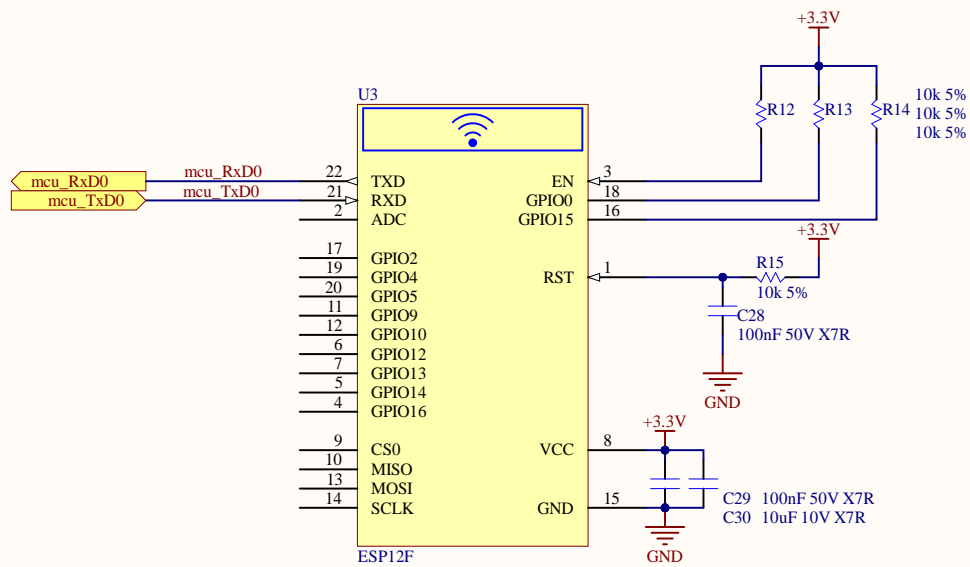 +3.3V
U3
R12 R13 R14 10k 5%
10k 5%
10k 5%
mcu_RxD0 mcu_RxD0 22 TXD EN 3
mcu_TxD0 mcu_TxD0 21 RXD GPIO0 18
2 ADC GPIO15 16
+3.3V
17 GPIO2
19 GPIO4 RST 1 R15
20 GPIO5 10k 5%
11 GPIO9 C28
12 GPIO10 100nF 50V X7R
6 GPIO12
7 GPIO13
5 GPIO14 GND
4 GPIO16
+3.3V
9 CS0 VCC 8
10 MISO
13 MOSI C29 100nF 50V X7R
14 SCLK GND 15 C30 10uF 10V X7R
GND
ESP12F